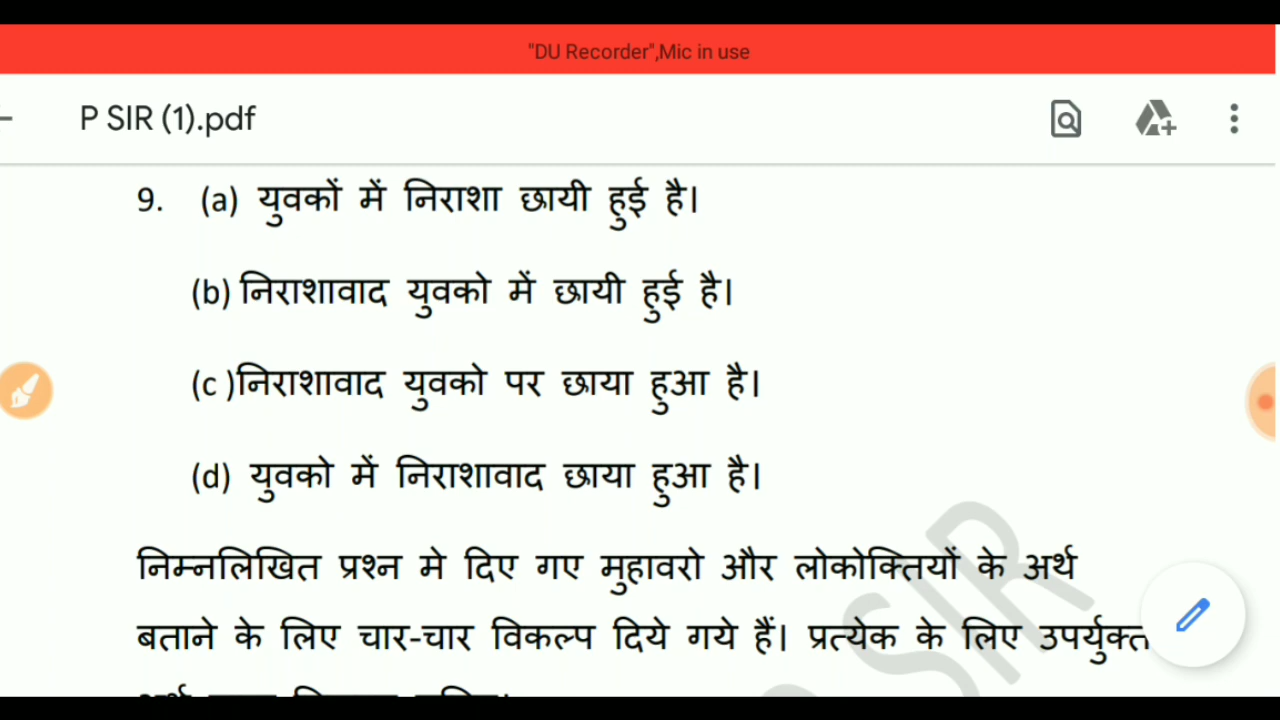 "DU Recorder",Mic in use
P SIR (1).pdf
9. (a) युवकों में निराशा छायी हुई है।
(b) निराशावाद युवको में छायी हुई है।
(c )निराशावाद युवको पर छाया हुआ है।
(d) युवको में निराशावाद छाया हुआ है।
निम्नलिखित प्रश्न मे दिए गए मुहावरो और लोकोक्तियों के अर्थ
बताने के लिए चार-चार विकल्प दिये गये हैं। प्रत्येक के लिए उपर्युक्त
SIR